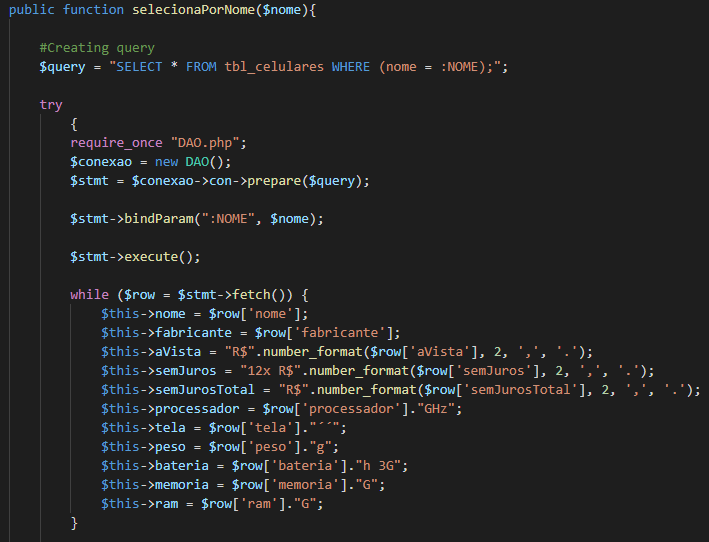 public function selecionaPorNome($nome){
#Creating query
$query = "SELECT * FROM tbl_celulares WHERE (nome = :NOME);";
try
{
require_once "DAO.php";
$conexao = new DAO();
$stmt = $conexao->con->prepare($query);
$stmt->bindParam(":NOME", $nome);
$stmt->execute();
while ($row = $stmt->fetch()) {
$this->nome = $row['nome'];
$this->fabricante = $row['fabricante'];
$this->aVista = "R$".number_format($row['aVista'], 2, ',', '.');
$this->semJuros = "12x R$".number_format($row['semJuros'], 2, ',', '.');
$this->semJurosTotal = "R$".number_format($row['semJurosTotal'], 2, ',', '.');
$this->processador = $row['processador']."GHz";
$this->tela = $row['tela']."´´";
$this->peso = $row['peso']."g";
$this->bateria = $row['bateria']."h 3G";
$this->memoria = $row['memoria']."G";
$this->ram = $row['ram']."G";
}